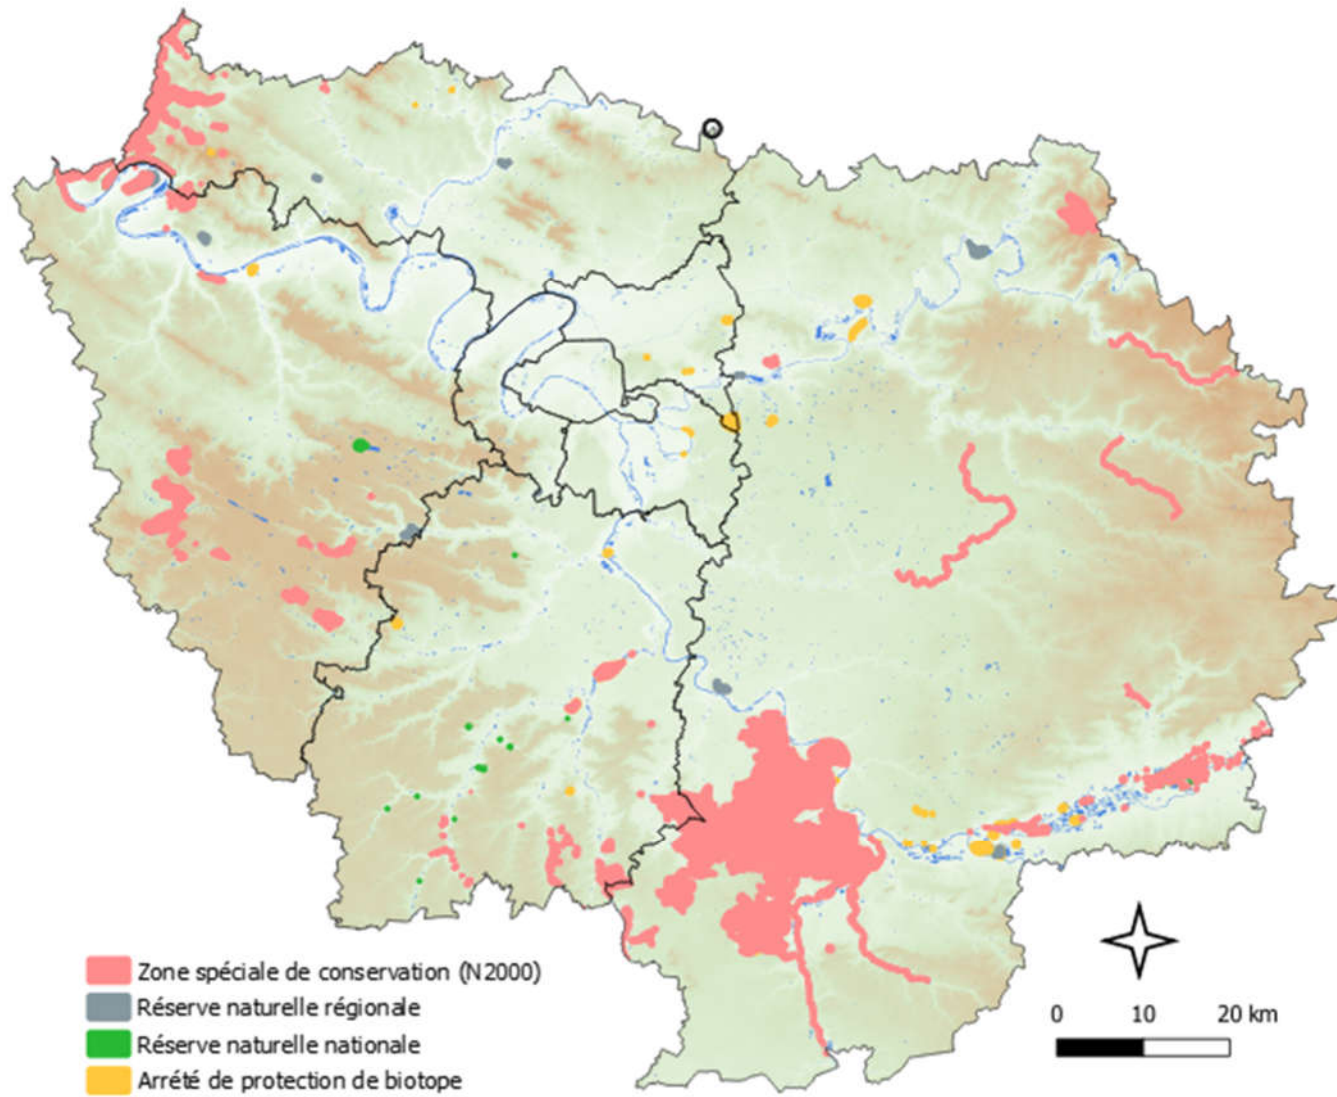 Zone spéciale de conservation (N2000)
Réserve naturelle régionale
Réserve naturelle nationale
Arrété de protection de biotope
0 10 20 km